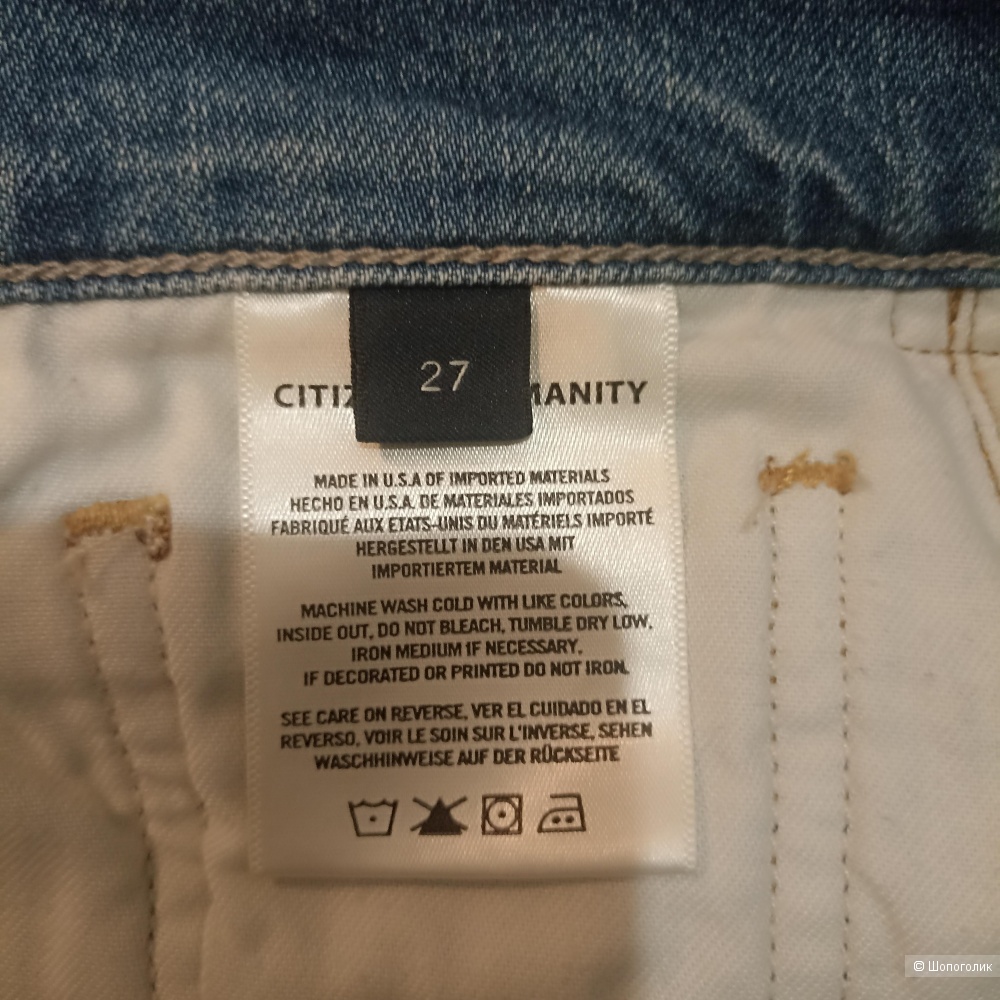 27
CITIZ MANITY
MADE IN U.S.A OF IMPORTED MATERIALS
HECHO EN U.S.A. DE MATERIALES IMPORTADOS
FABRIQUÉ AUX ETATS-UNIS DU MATÉRIELS IMPORTÉ
HERGESTELLT IN DEN USA MIT
IMPORTIERTEM MATERIAL
MACHINE WASH COLD WITH LIKE COLORS,
INSIDE OUT, DO NOT BLEACH, TUMBLE DRY LOW,
IRON MEDIUM IF NECESSARY.
IF DECORATED OR PRINTED DO NOT IRON.
SEE CARE ON REVERSE, VER EL CUIDADO EN EL
REVERSO, VOIR LE SOIN SUR L'INVERSE, SEHEN
WASCHHINWEISE AUF DER RÜCKSEITE
© Шопоголик